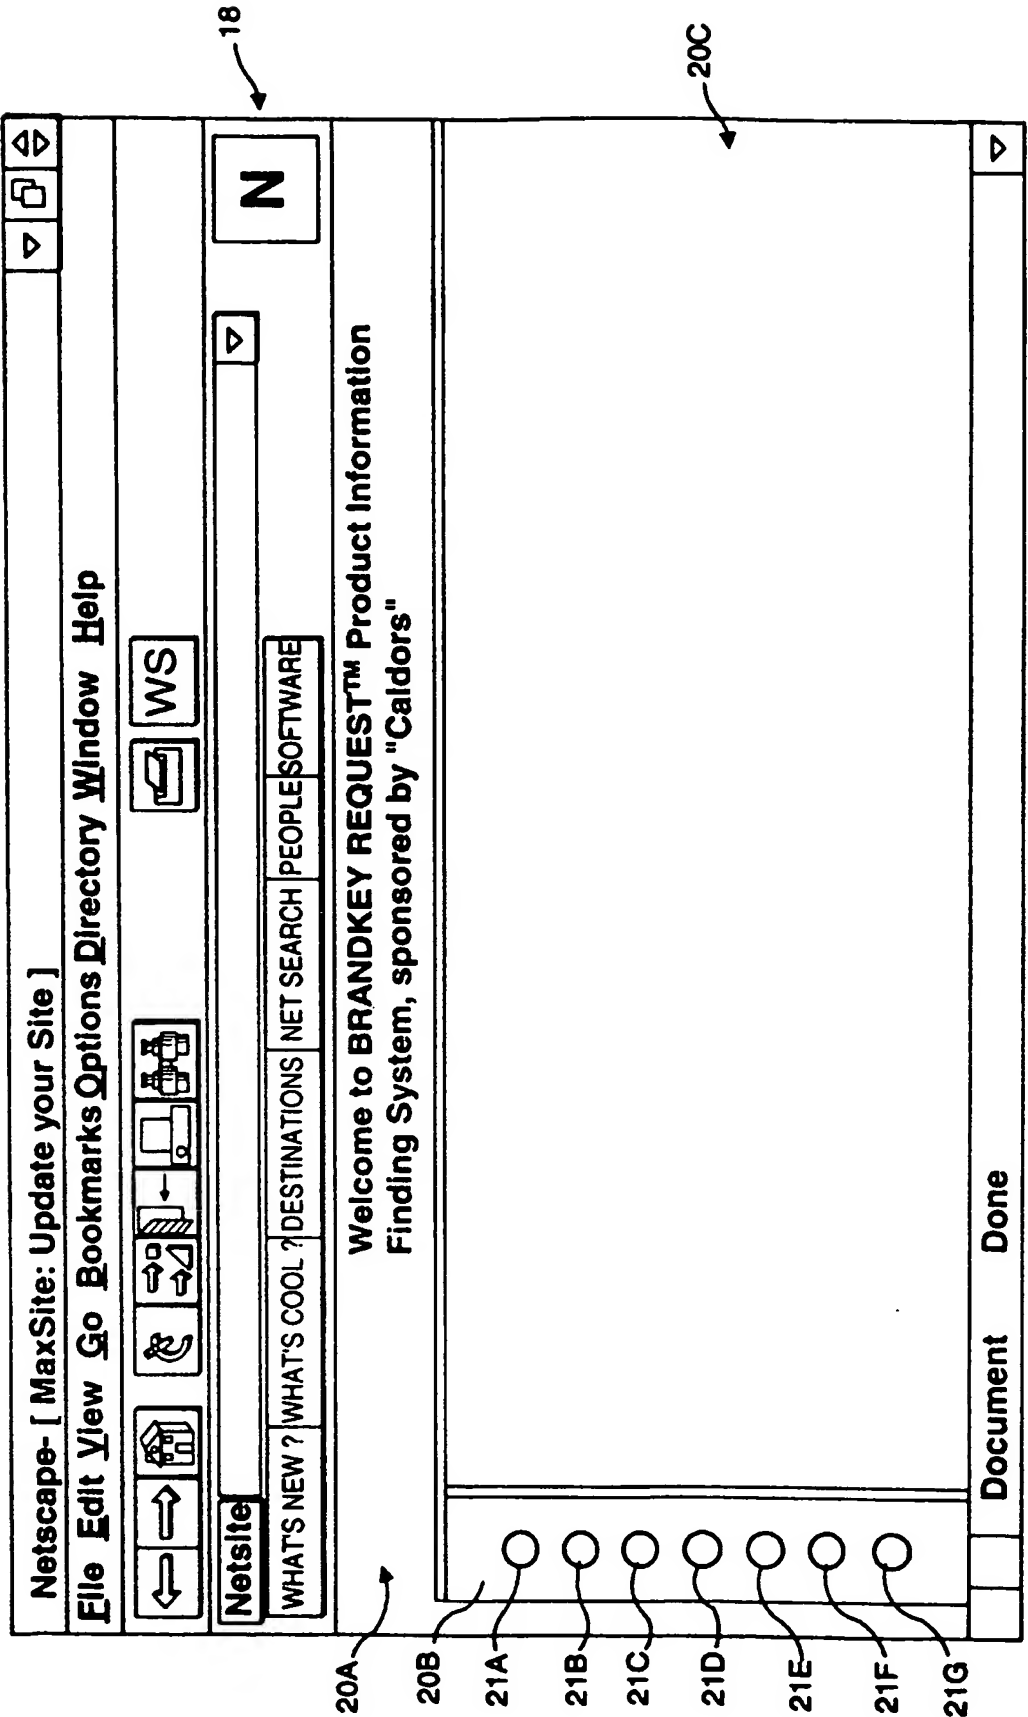 18
Netscape- [ MaxSite: Update your Site ]
File Edit View Go Bookmarks Options Directory Window Help
WS
Netsite
N
WHAT'S NEW ? WHAT'S COOL ? DESTINATIONS NET SEARCH PEOPLE SOFTWARE
20A
Welcome to BRANDKEY REQUEST™ Product Information
Finding System, sponsored by "Caldors"
20B
20C
21A
21B
21C
21D
21E
21F
21G
Document Done